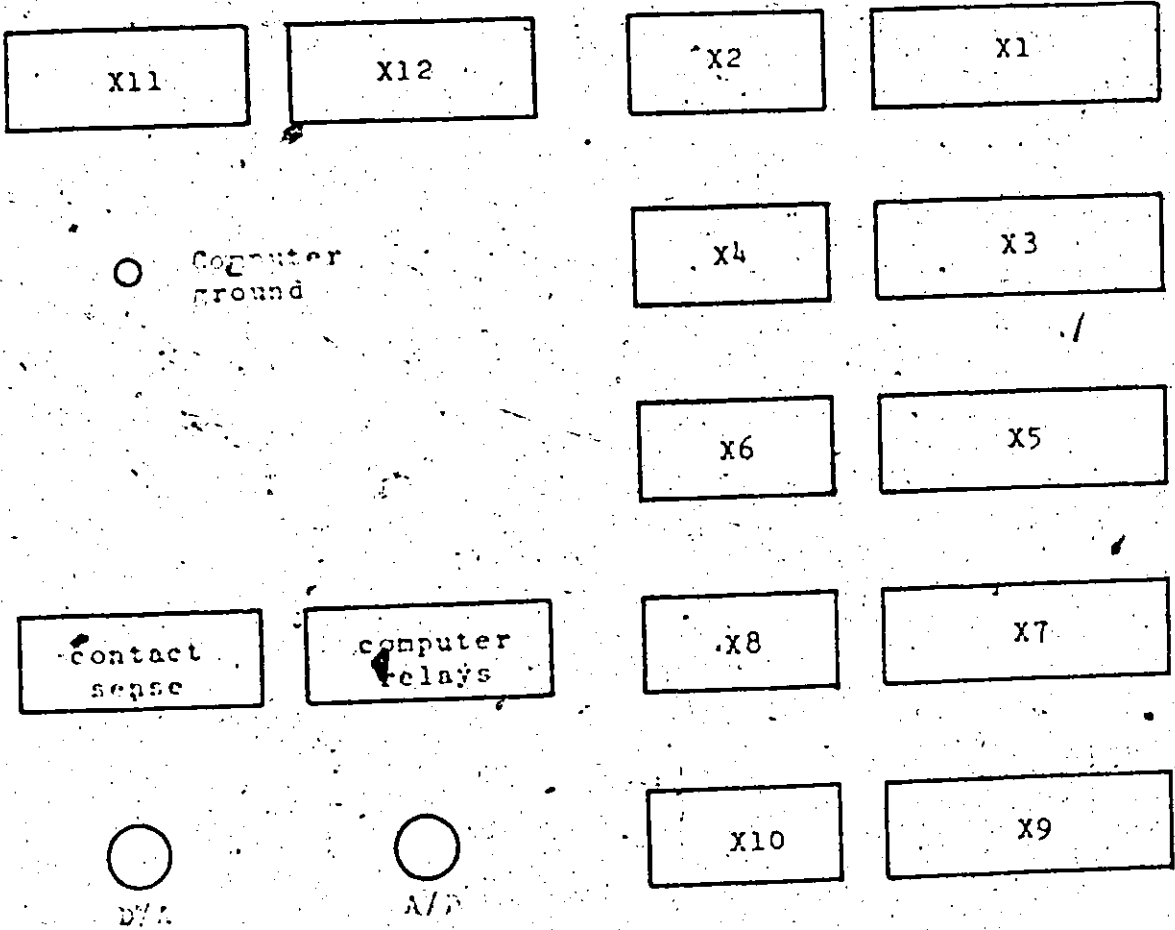 X11
X12
X2
X1
X4
X3
Computer
ground
X6
X5
contact
sense
computer
relays
X8
X7
X10
X9
D/A
A/D